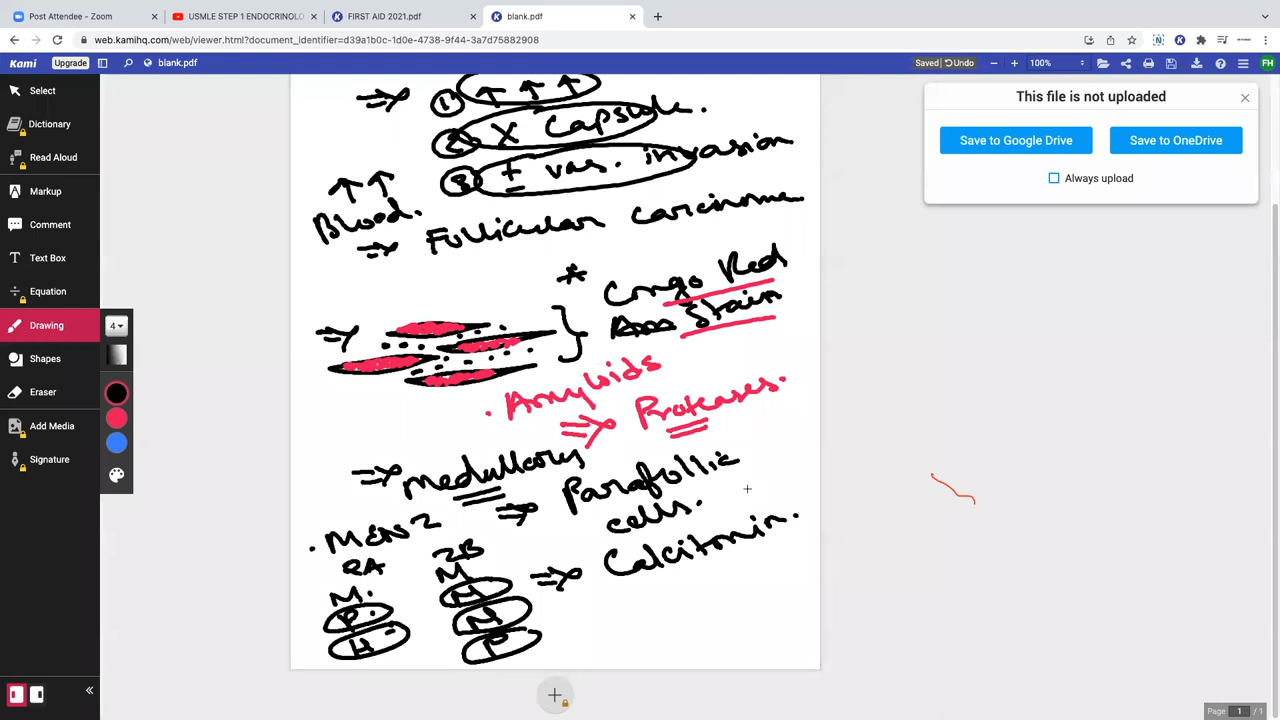 Post Attendee - Zoom
USMLE STEP 1 ENDOCRINOL
FIRST AID 2021.pdf
blank.pdf
web.kamihq.com/web/viewer.html?document_identifier=d39a1b0c-1d0e-4738-9f44-3a7d75882908
Kami
Upgrade
blank.pdf
Saved
Undo
100%
FH
Select
Dictionary
Read Aloud
Markup
Comment
Text Box
Equation
Drawing
4
Shapes
Eraser
Add Media
Signature
This file is not uploaded
Save to Google Drive
Save to OneDrive
Always upload
⇒ ① ↑ ↑ ↑
② X Capsule.
③ ± vas. invasion
↑↑
Blood.
⇒ Follicular carcinoma
* Congo Red
Stain
⇒
. Amyloids
⇒ Proteases.
⇒ medullary
⇒ Parafollic
cells.
⇒ Calcitonin.
. MEN 2
2A
M.
P.
H
2B
M
M
N
P
Page
1
/ 1